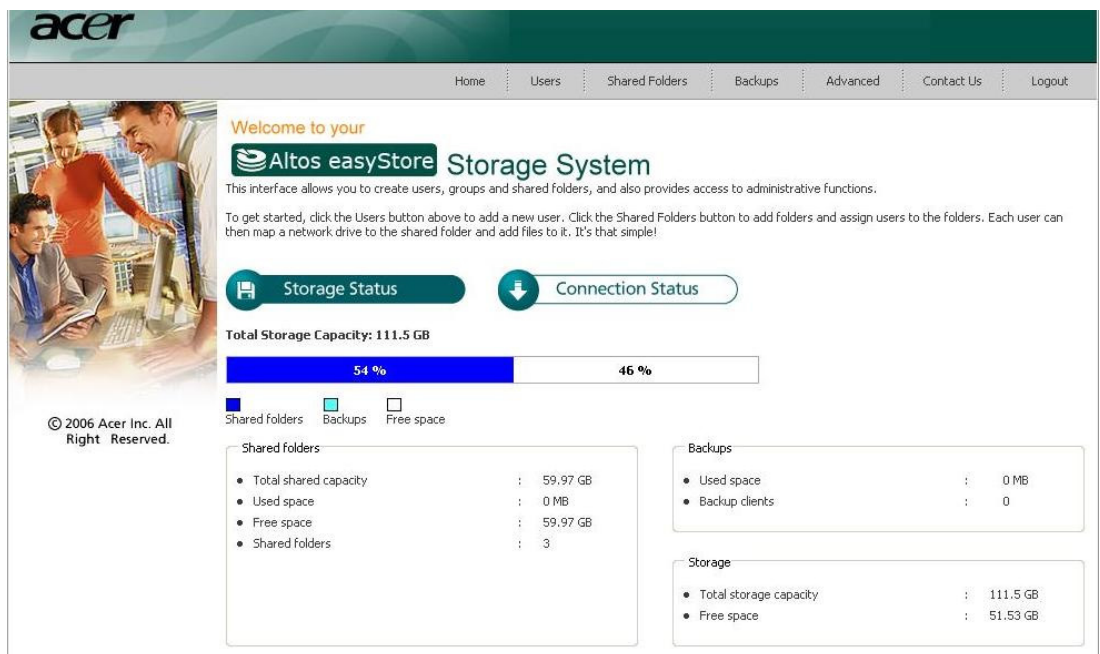 acer
Home Users Shared Folders Backups Advanced Contact Us Logout
Welcome to your
Altos easyStore Storage System
This interface allows you to create users, groups and shared folders, and also provides access to administrative functions.
To get started, click the Users button above to add a new user. Click the Shared Folders button to add folders and assign users to the folders. Each user can
then map a network drive to the shared folder and add files to it. It's that simple!
Storage Status Connection Status
Total Storage Capacity: 111.5 GB
54 % 46 %
Shared folders Backups Free space
© 2006 Acer Inc. All
Right Reserved.
Shared folders
Total shared capacity : 59.97 GB
Used space : 0 MB
Free space : 59.97 GB
Shared folders : 3
Backups
Used space : 0 MB
Backup clients : 0
Storage
Total storage capacity : 111.5 GB
Free space : 51.53 GB